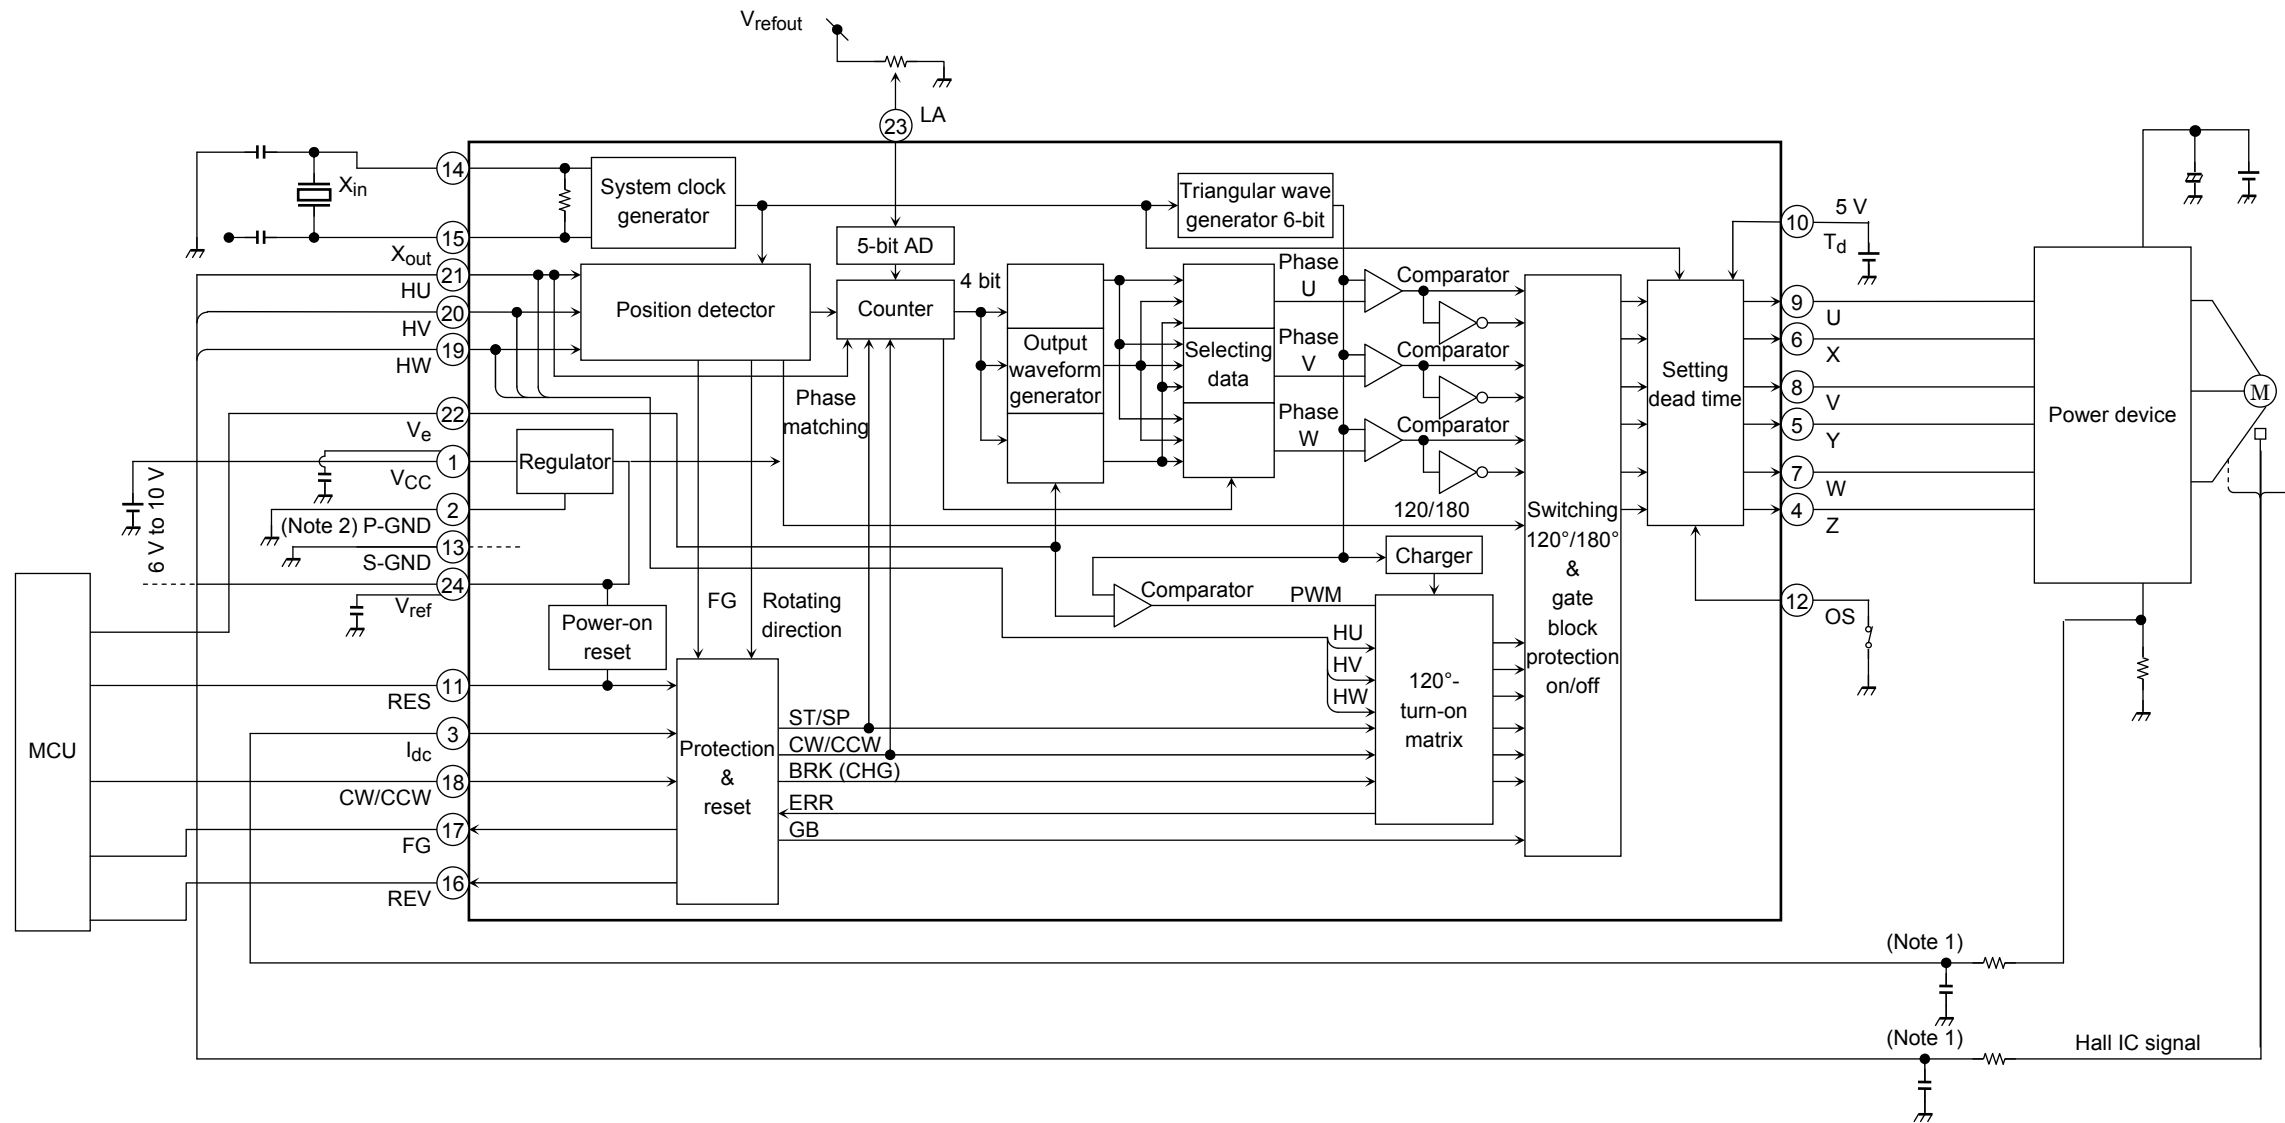 Vrefout
23 LA
14
Xin
15
Xout
21
HU
20
HV
19
HW
22
Ve
1
VCC
2
(Note 2) P-GND
13
S-GND
24
Vref
6 V to 10 V
11
RES
3
Idc
18
CW/CCW
17
FG
16
REV
MCU
System clock
generator
5-bit AD
Position detector
Counter
4 bit
Phase
matching
Regulator
Power-on
reset
FG
Rotating
direction
Protection
&
reset
ST/SP
CW/CCW
BRK (CHG)
ERR
GB
Output
waveform
generator
Selecting
data
Triangular wave
generator 6-bit
Phase
U
Phase
V
Phase
W
Comparator
Comparator
Comparator
120/180
Charger
Comparator
PWM
HU
HV
HW
120°-
turn-on
matrix
Switching
120°/180°
&
gate
block
protection
on/off
Setting
dead time
10
5 V
Td
9
U
6
X
8
V
5
Y
7
W
4
Z
12
OS
Power device
M
(Note 1)
(Note 1)
Hall IC signal